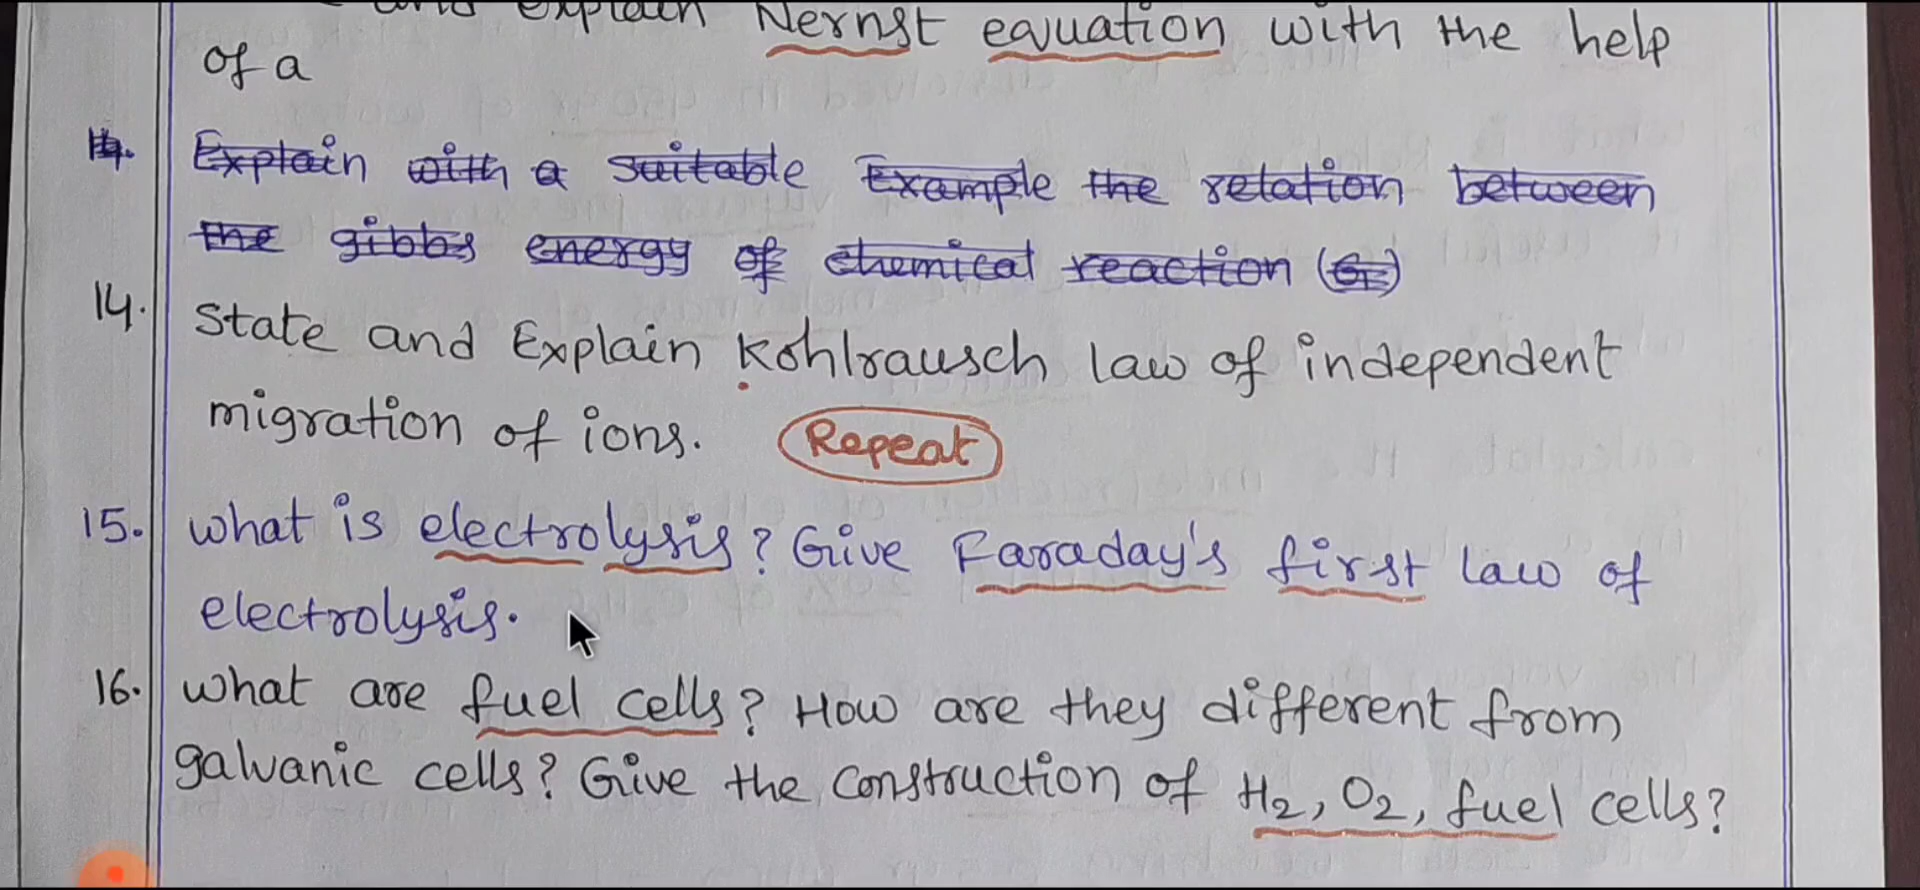 and explain Nernst equation with the help
of a
14. Explain with a suitable Example the relation between
the gibbs energy of chemical reaction (G)
14. State and Explain Kohlrausch law of independent
migration of ions. Repeat
15. What is electrolysis? Give Faraday's first law of
electrolysis.
16. What are fuel cells? How are they different from
galvanic cells? Give the construction of H2, O2, fuel cells?